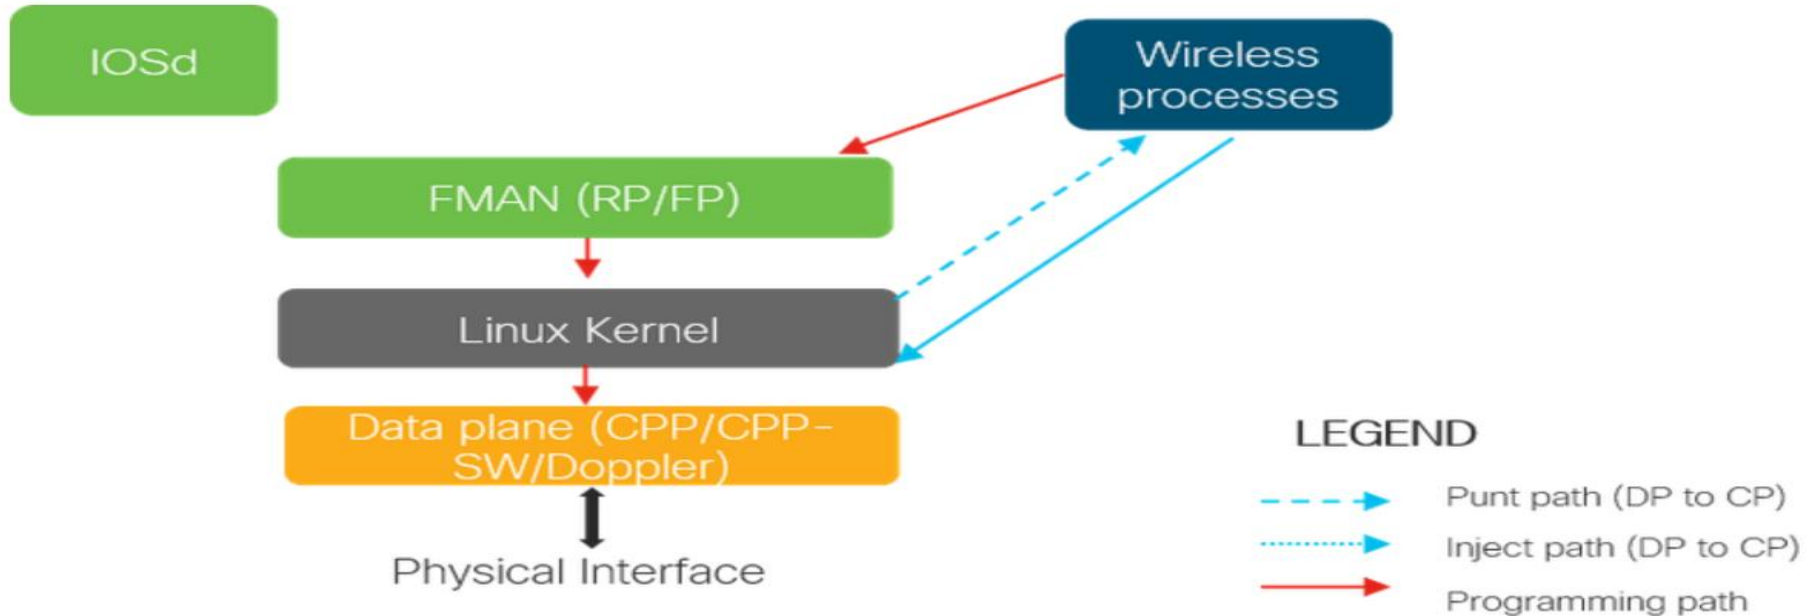 IOSd
Wireless
processes
FMAN (RP/FP)
Linux Kernel
Data plane (CPP/CPP-
SW/Doppler)
Physical Interface
LEGEND
Punt path (DP to CP)
Inject path (DP to CP)
Programming path